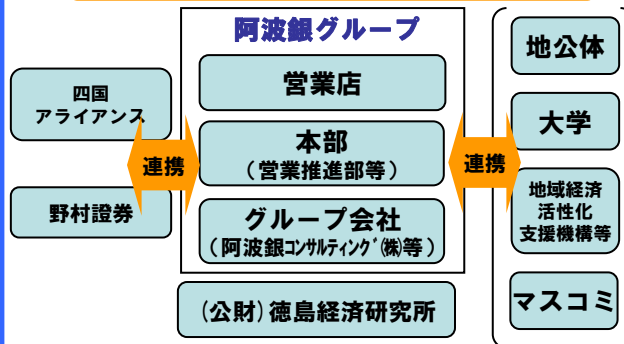 阿波銀グループ
四国
アライアンス
野村證券
連携
営業店
本部
（営業推進部等）
グループ会社
（阿波銀ｺﾝｻﾙﾃｨﾝｸﾞ㈱等）
（公財）徳島経済研究所
連携
地公体
大学
地域経済
活性化
支援機構等
マスコミ